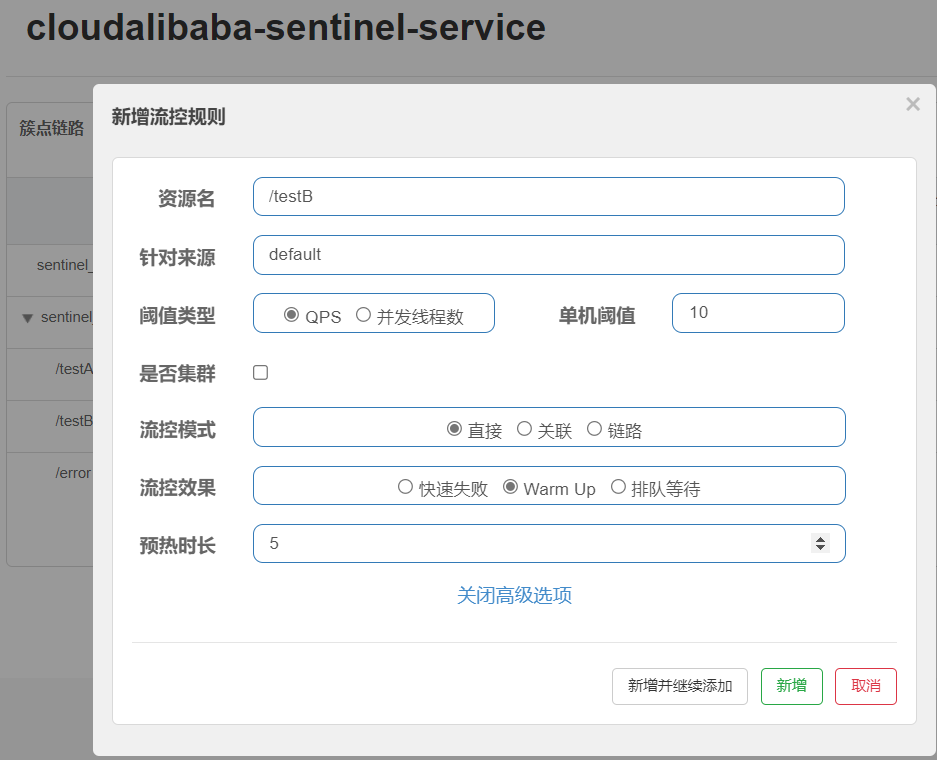 cloudalibaba-sentinel-service
簇点链路
sentinel_
sentinel_
/testA
/testB
/error
新增流控规则 ×
资源名 /testB
针对来源 default
阈值类型 QPS 并发线程数 单机阈值 10
是否集群
流控模式 直接 关联 链路
流控效果 快速失败 Warm Up 排队等待
预热时长 5
关闭高级选项
新增并继续添加 新增 取消